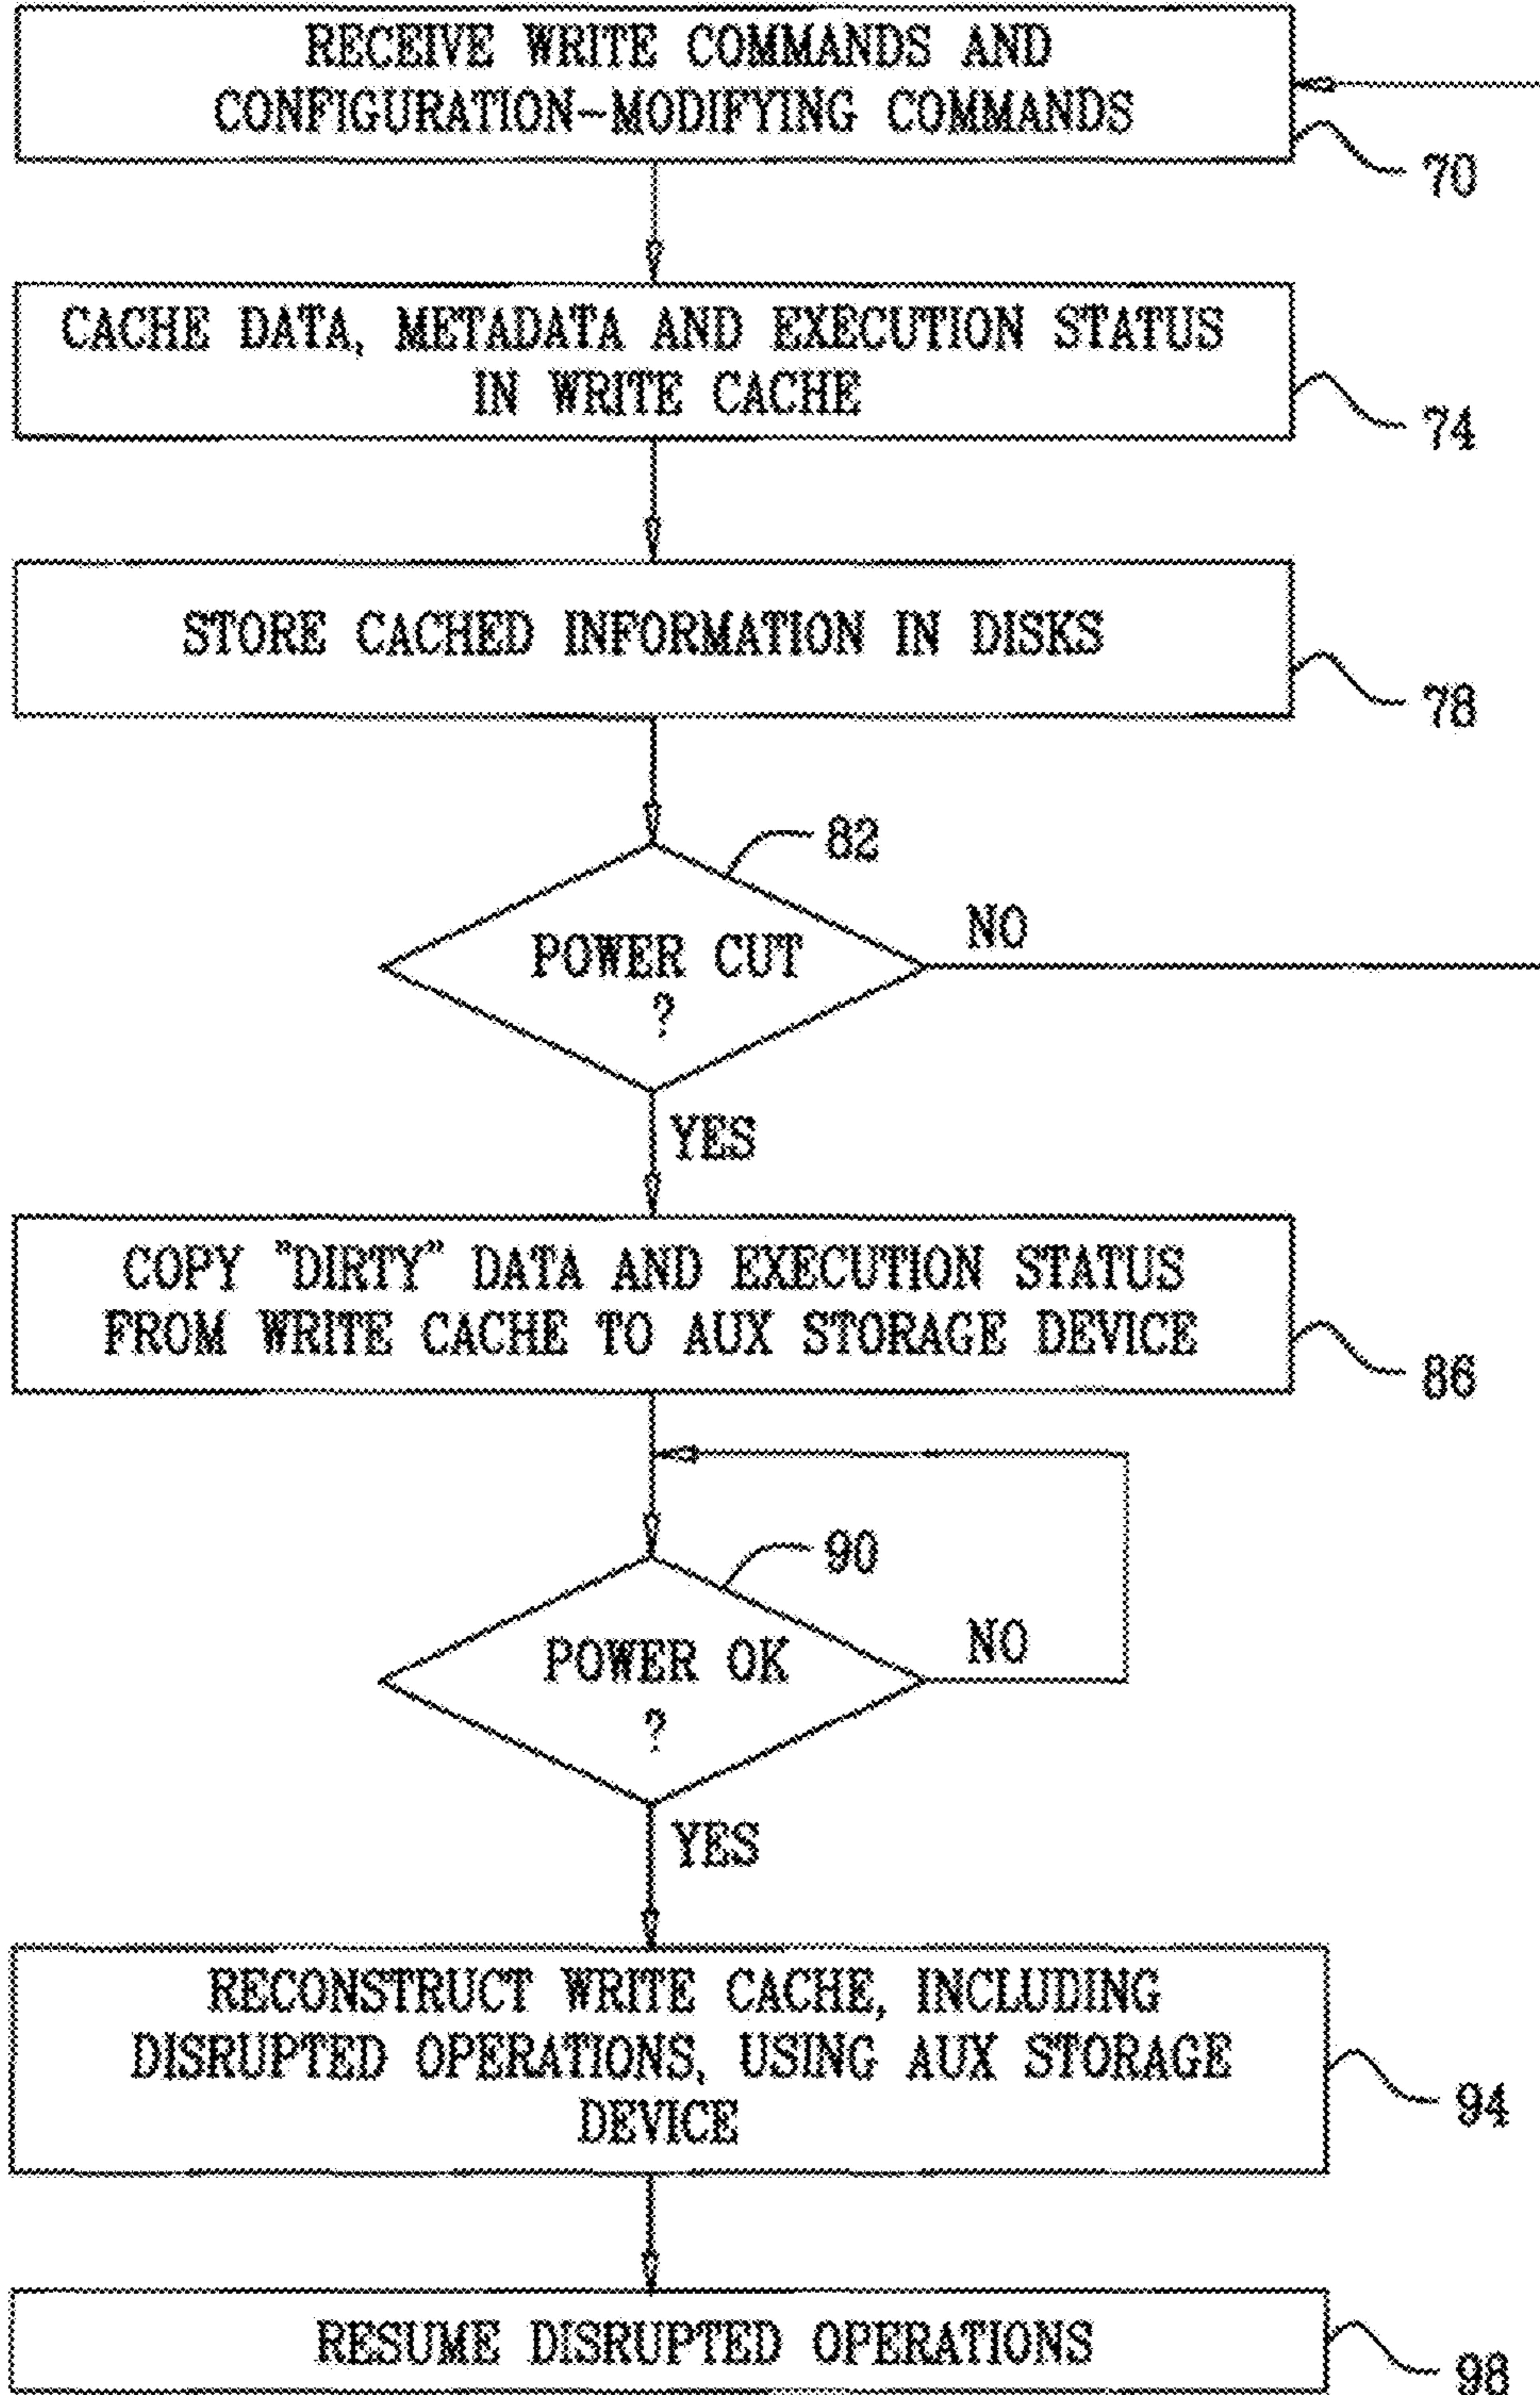 RECEIVE WRITE COMMANDS AND
CONFIGURATION-MODIFYING COMMANDS
70
CACHE DATA, METADATA AND EXECUTION STATUS
IN WRITE CACHE
74
STORE CACHED INFORMATION IN DISKS
78
82
POWER CUT
?
NO
YES
COPY "DIRTY" DATA AND EXECUTION STATUS
FROM WRITE CACHE TO AUX STORAGE DEVICE
86
90
POWER OK
?
NO
YES
RECONSTRUCT WRITE CACHE, INCLUDING
DISRUPTED OPERATIONS, USING AUX STORAGE
DEVICE
94
RESUME DISRUPTED OPERATIONS
98